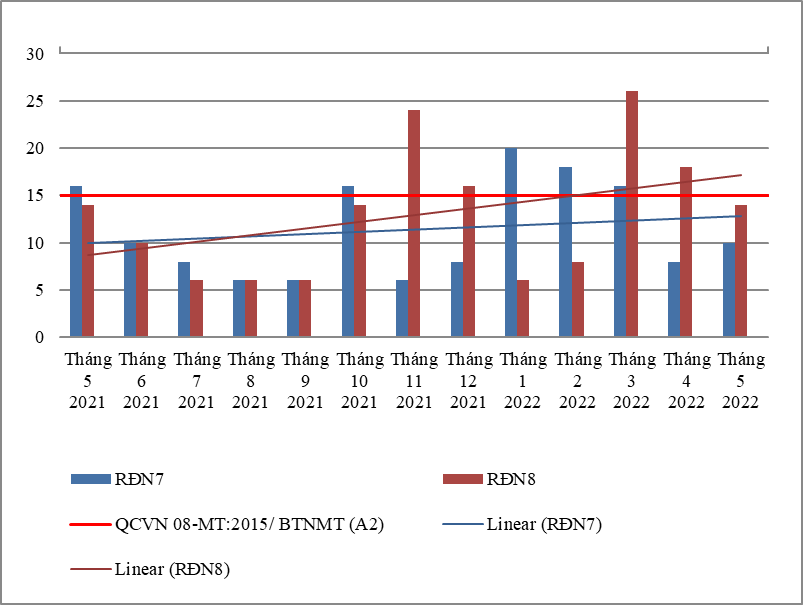 30
25
20
15
10
5
0
Tháng 5 2021
Tháng 6 2021
Tháng 7 2021
Tháng 8 2021
Tháng 9 2021
Tháng 10 2021
Tháng 11 2021
Tháng 12 2021
Tháng 1 2022
Tháng 2 2022
Tháng 3 2022
Tháng 4 2022
Tháng 5 2022
RĐN7
RĐN8
QCVN 08-MT:2015/ BTNMT (A2)
Linear (RĐN7)
Linear (RĐN8)